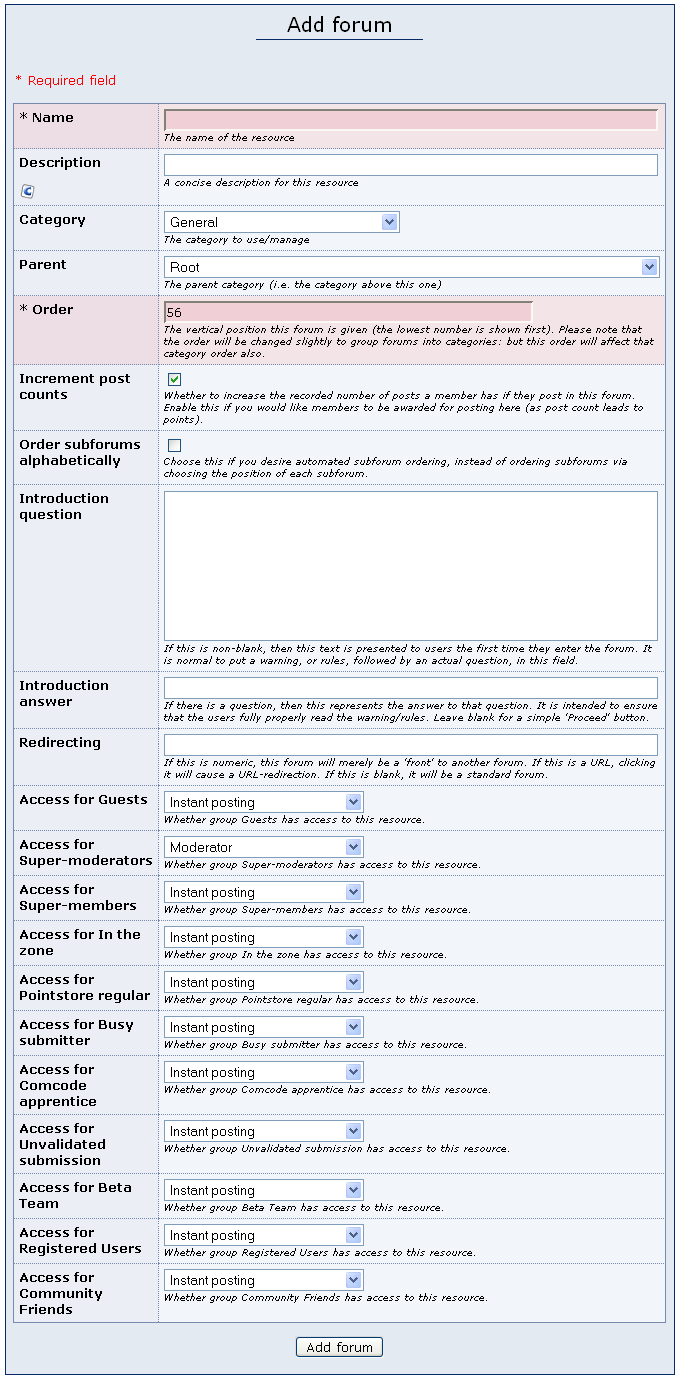 Add forum
* Required field
* Name
The name of the resource
Description
A concise description for this resource
Category
General
The category to use/manage
Parent
Root
The parent category (i.e. the category above this one)
* Order
56
The vertical position this forum is given (the lowest number is shown first). Please note that
the order will be changed slightly to group forums into categories: but this order will affect that
category order also.
Increment post
counts
Whether to increase the recorded number of posts a member has if they post in this forum.
Enable this if you would like members to be awarded for posting here (as post count leads to
points).
Order subforums
alphabetically
Choose this if you desire automated subforum ordering, instead of ordering subforums via
choosing the position of each subforum.
Introduction
question
If this is non-blank, then this text is presented to users the first time they enter the forum. It
is normal to put a warning, or rules, followed by an actual question, in this field.
Introduction
answer
If there is a question, then this represents the answer to that question. It is intended to ensure
that the users fully properly read the warning/rules. Leave blank for a simple 'Proceed' button.
Redirecting
If this is numeric, this forum will merely be a 'front' to another forum. If this is a URL, clicking
it will cause a URL-redirection. If this is blank, it will be a standard forum.
Access for Guests
Instant posting
Whether group Guests has access to this resource.
Access for
Super-moderators
Moderator
Whether group Super-moderators has access to this resource.
Access for
Super-members
Instant posting
Whether group Super-members has access to this resource.
Access for In the
zone
Instant posting
Whether group In the zone has access to this resource.
Access for
Pointstore regular
Instant posting
Whether group Pointstore regular has access to this resource.
Access for Busy
submitter
Instant posting
Whether group Busy submitter has access to this resource.
Access for
Comcode
apprentice
Instant posting
Whether group Comcode apprentice has access to this resource.
Access for
Unvalidated
submission
Instant posting
Whether group Unvalidated submission has access to this resource.
Access for Beta
Team
Instant posting
Whether group Beta Team has access to this resource.
Access for
Registered Users
Instant posting
Whether group Registered Users has access to this resource.
Access for
Community
Friends
Instant posting
Whether group Community Friends has access to this resource.
Add forum